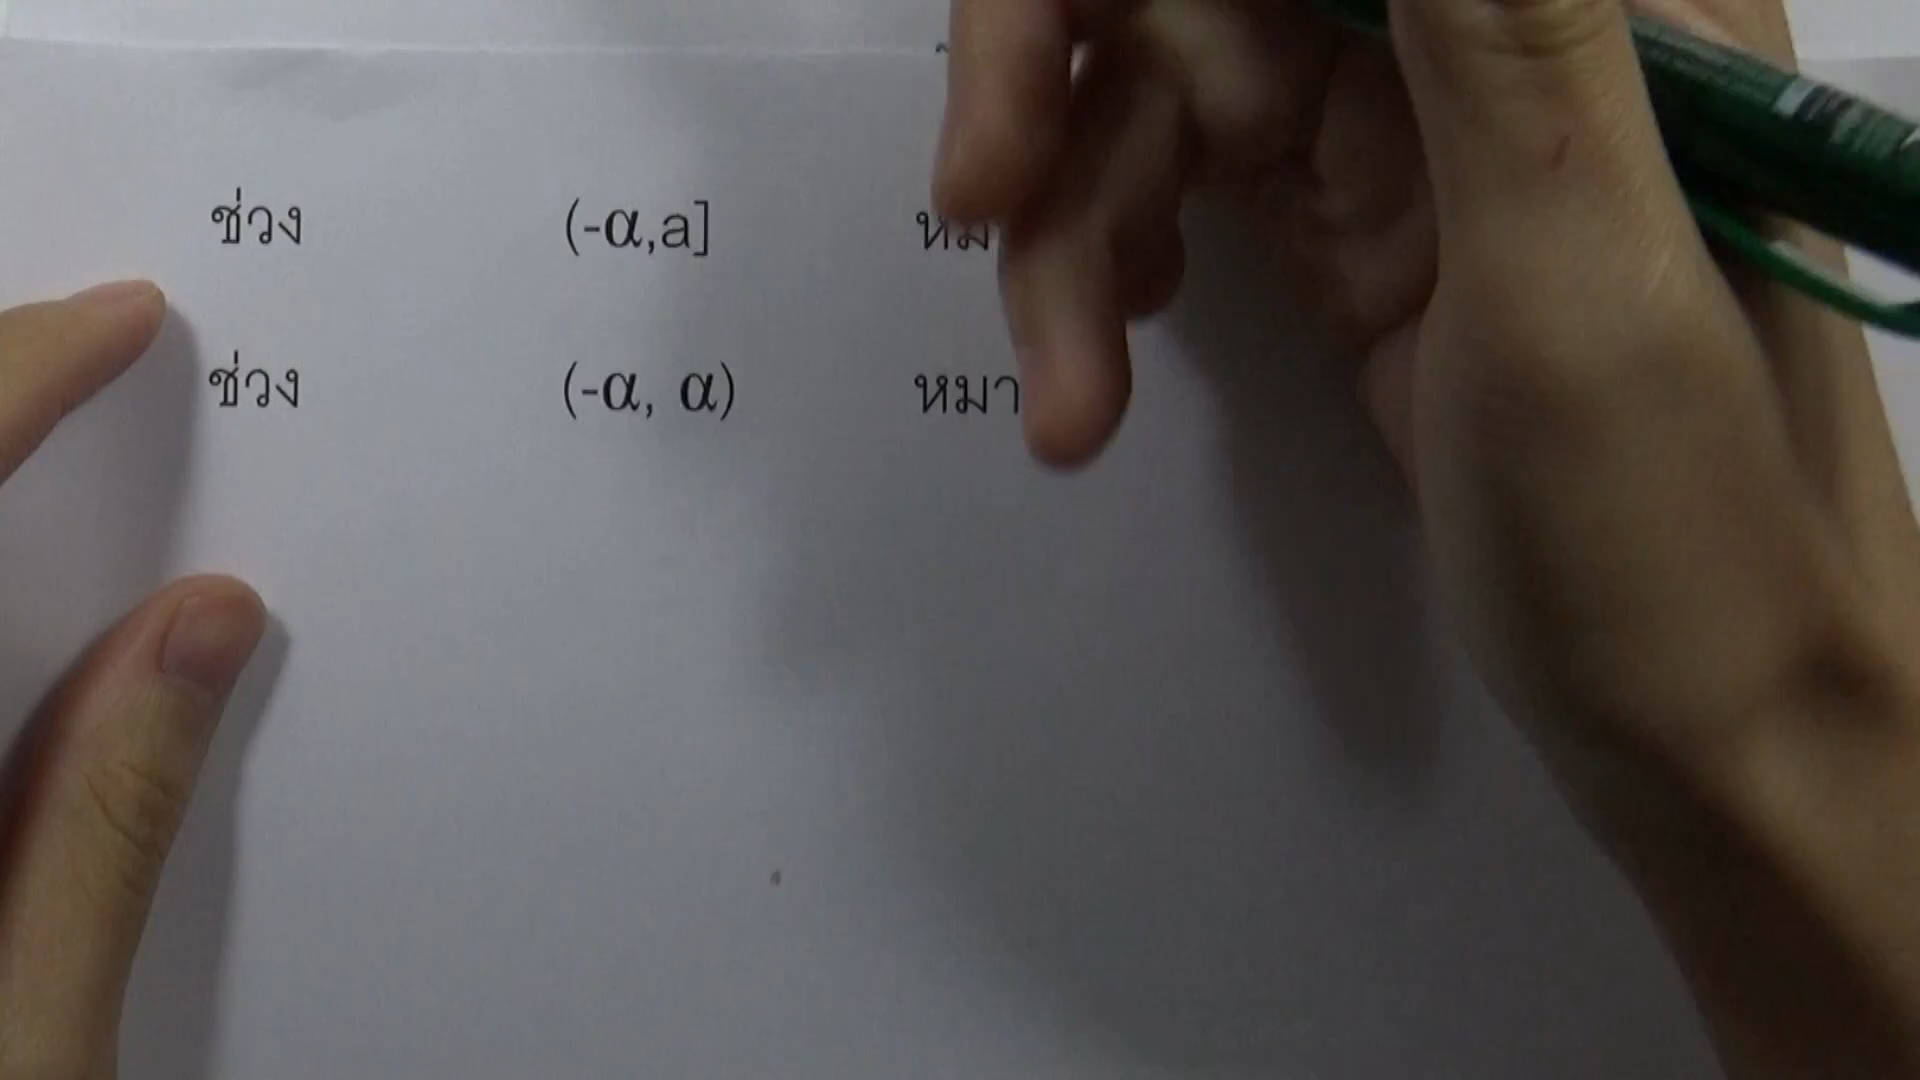 ช่วง (-α,a]
ช่วง (-α, α)